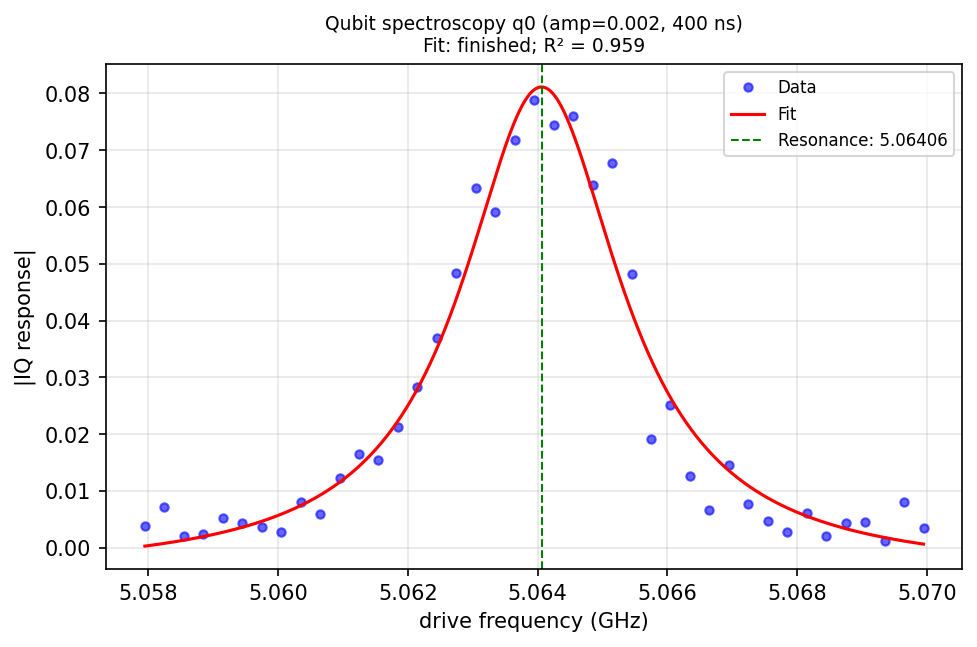 Qubit spectroscopy q0 (amp=0.002, 400 ns)
Fit: finished; R² = 0.959
Data
Fit
Resonance: 5.06406
|IQ response|
0.08
0.07
0.06
0.05
0.04
0.03
0.02
0.01
0.00
5.058 5.060 5.062 5.064 5.066 5.068 5.070
drive frequency (GHz)